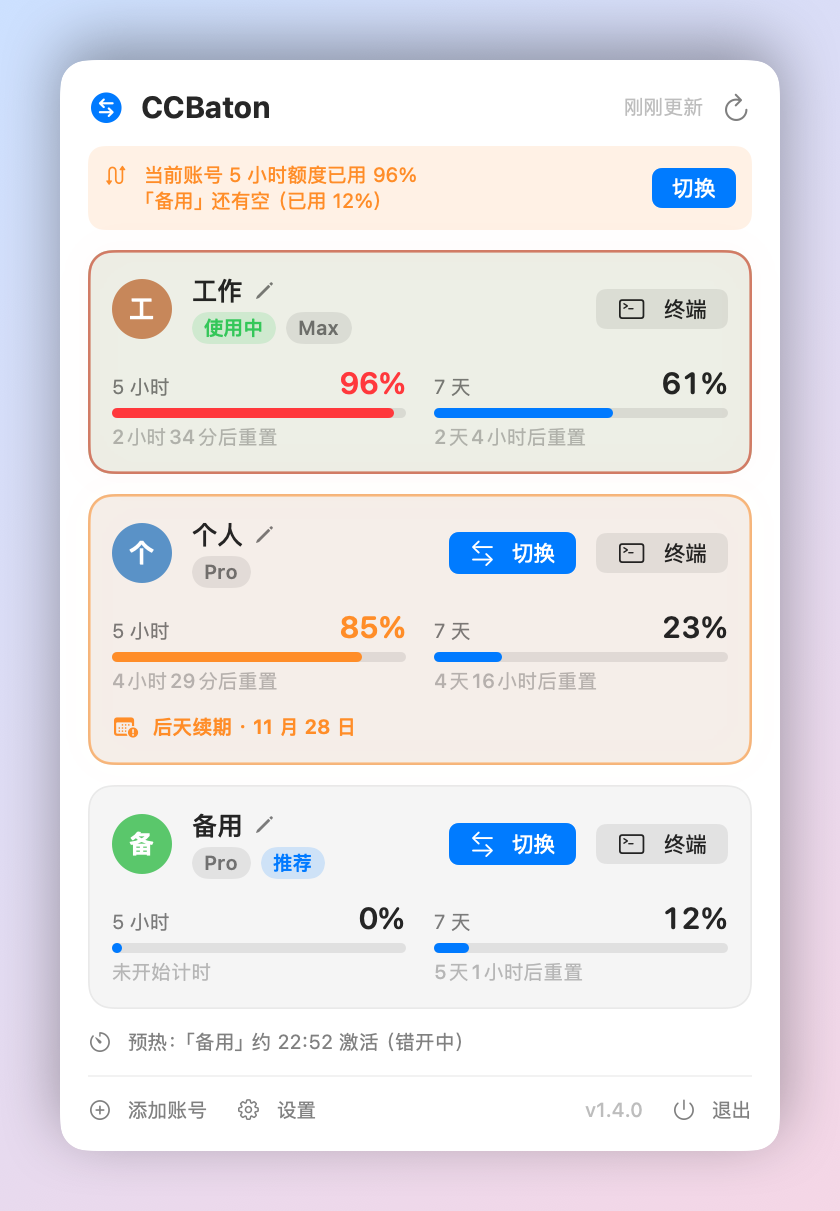 CCBaton
刚刚更新
当前账号 5 小时额度已用 96%
「备用」还有空（已用 12%）
切换
工
工作
使用中
Max
终端
5 小时
96%
7 天
61%
2小时34分后重置
2天4小时后重置
个
个人
Pro
切换
终端
5 小时
85%
7 天
23%
4小时29分后重置
4天16小时后重置
后天续期 · 11 月 28 日
备
备用
Pro
推荐
切换
终端
5 小时
0%
7 天
12%
未开始计时
5天1小时后重置
预热：「备用」约 22:52 激活（错开中）
添加账号
设置
v1.4.0
退出